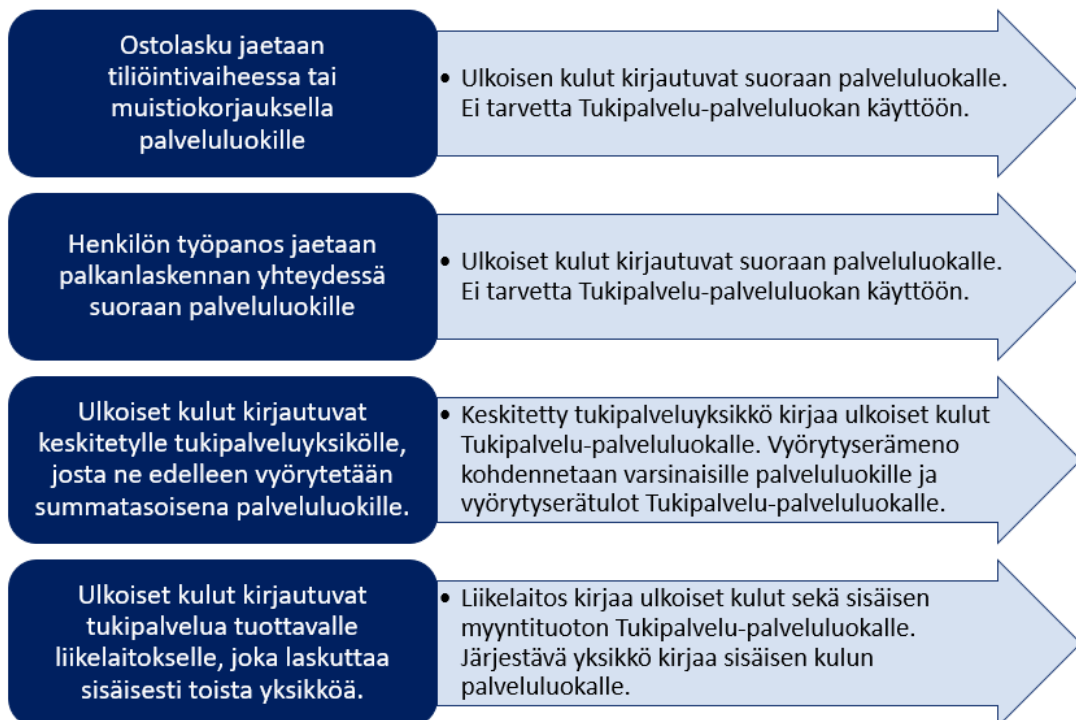 Ostolasku jaetaan
tiliöintivaiheessa tai
muistiokorjauksella
palveluluokille
• Ulkoisen kulut kirjautuvat suoraan palveluluokalle.
Ei tarvetta Tukipalvelu-palveluluokan käyttöön.
Henkilön työpanos jaetaan
palkanlaskennan yhteydessä
suoraan palveluluokille
• Ulkoiset kulut kirjautuvat suoraan palveluluokalle.
Ei tarvetta Tukipalvelu-palveluluokan käyttöön.
Ulkoiset kulut kirjautuvat
keskitetylle tukipalveluyksikölle,
josta ne edelleen vyörytetään
summatasoisena palveluluokille.
• Keskitetty tukipalveluyksikkö kirjaa ulkoiset kulut
Tukipalvelu-palveluluokalle. Vyörytyserämeno
kohdennetaan varsinaisille palveluluokille ja
vyörytyserätulot Tukipalvelu-palveluluokalle.
Ulkoiset kulut kirjautuvat
tukipalvelua tuottavalle
liikelaitokselle, joka laskuttaa
sisäisesti toista yksikköä.
• Liikelaitos kirjaa ulkoiset kulut sekä sisäisen
myyntituoton Tukipalvelu-palveluluokalle.
Järjestävä yksikkö kirjaa sisäisen kulun
palveluluokalle.